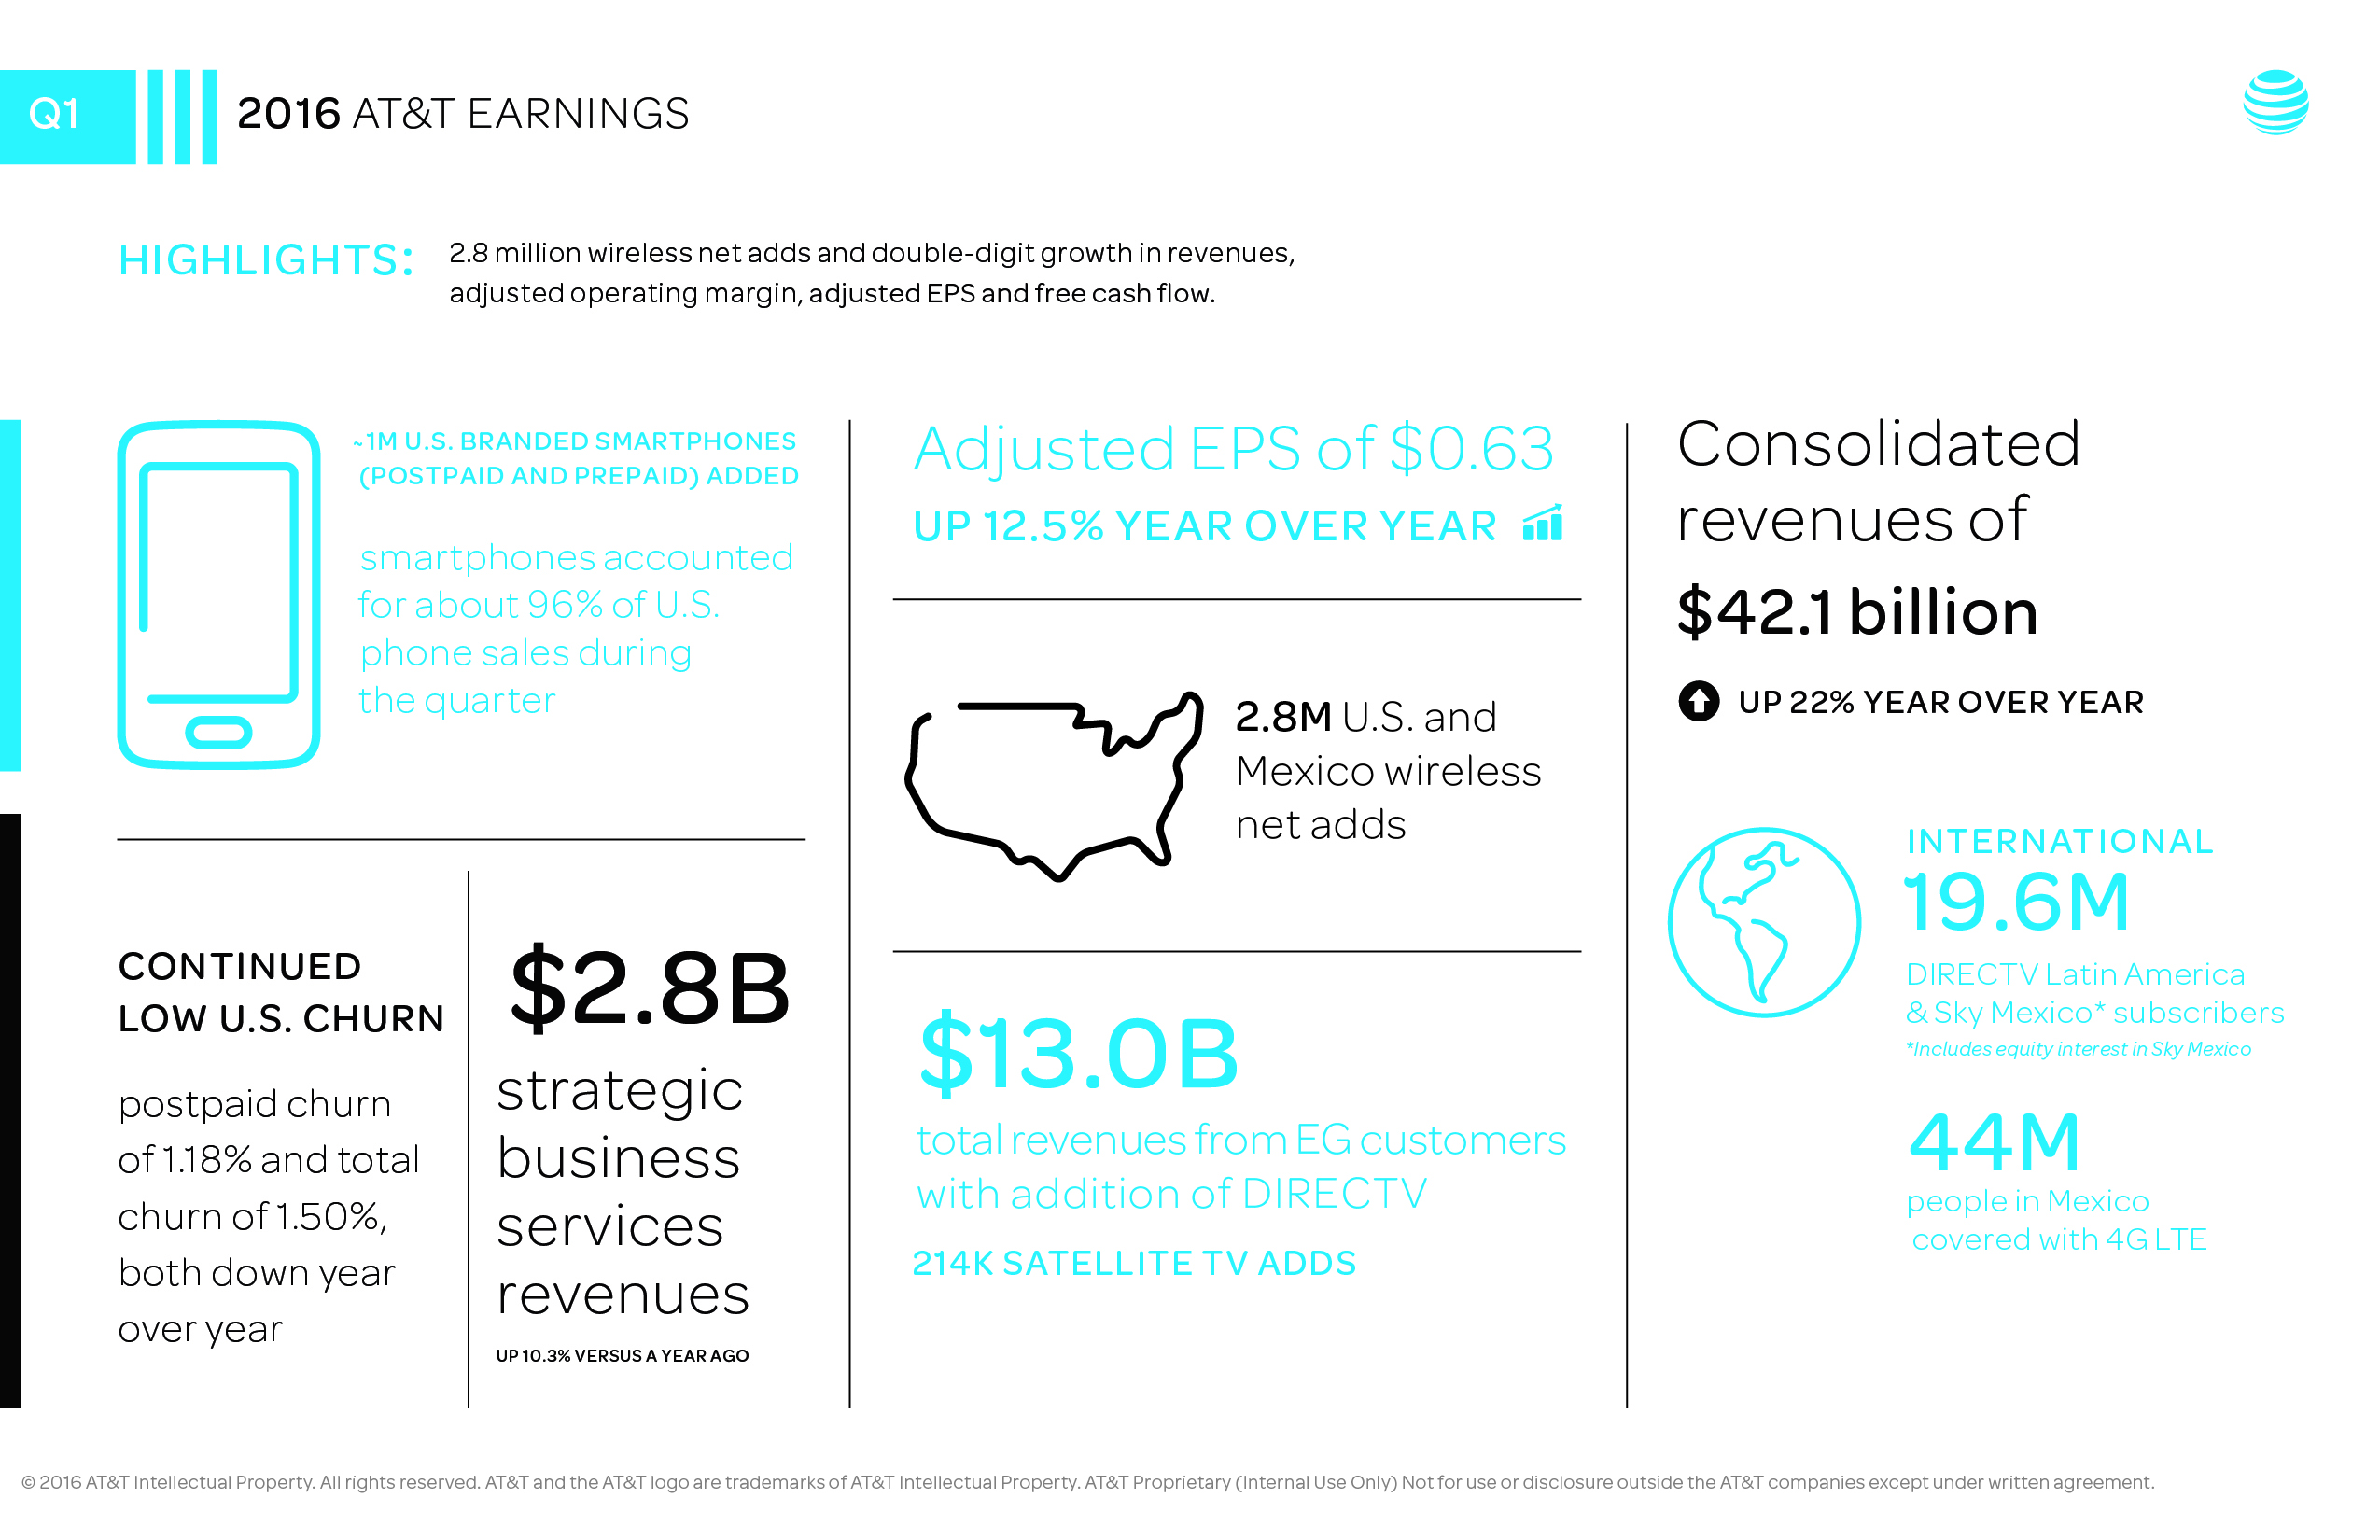 Q1
2016 AT&T EARNINGS
HIGHLIGHTS:
2.8 million wireless net adds and double-digit growth in revenues,
adjusted operating margin, adjusted EPS and free cash flow.
~1M U.S. BRANDED SMARTPHONES
(POSTPAID AND PREPAID) ADDED
smartphones accounted
for about 96% of U.S.
phone sales during
the quarter
CONTINUED
LOW U.S. CHURN
postpaid churn
of 1.18% and total
churn of 1.50%,
both down year
over year
$2.8B
strategic
business
services
revenues
UP 10.3% VERSUS A YEAR AGO
Adjusted EPS of $0.63
UP 12.5% YEAR OVER YEAR
2.8M U.S. and
Mexico wireless
net adds
$13.0B
total revenues from EG customers
with addition of DIRECTV
214K SATELLITE TV ADDS
Consolidated
revenues of
$42.1 billion
UP 22% YEAR OVER YEAR
INTERNATIONAL
19.6M
DIRECTV Latin America
& Sky Mexico* subscribers
*Includes equity interest in Sky Mexico
44M
people in Mexico
covered with 4G LTE
© 2016 AT&T Intellectual Property. All rights reserved. AT&T and the AT&T logo are trademarks of AT&T Intellectual Property. AT&T Proprietary (Internal Use Only) Not for use or disclosure outside the AT&T companies except under written agreement.